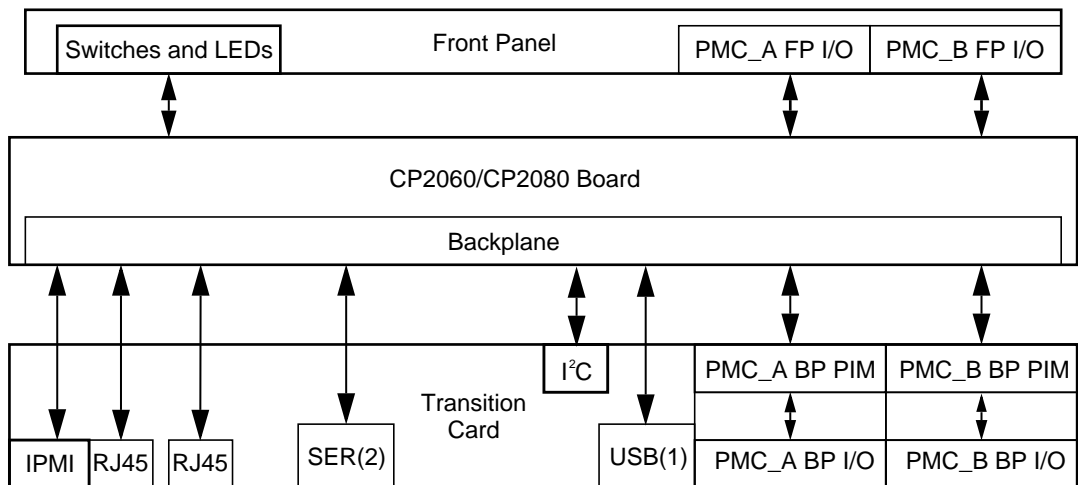 Switches and LEDs
Front Panel
PMC_A FP I/O
PMC_B FP I/O
CP2060/CP2080 Board
Backplane
I²C
PMC_A BP PIM
PMC_B BP PIM
Transition
Card
IPMI
RJ45
RJ45
SER(2)
USB(1)
PMC_A BP I/O
PMC_B BP I/O